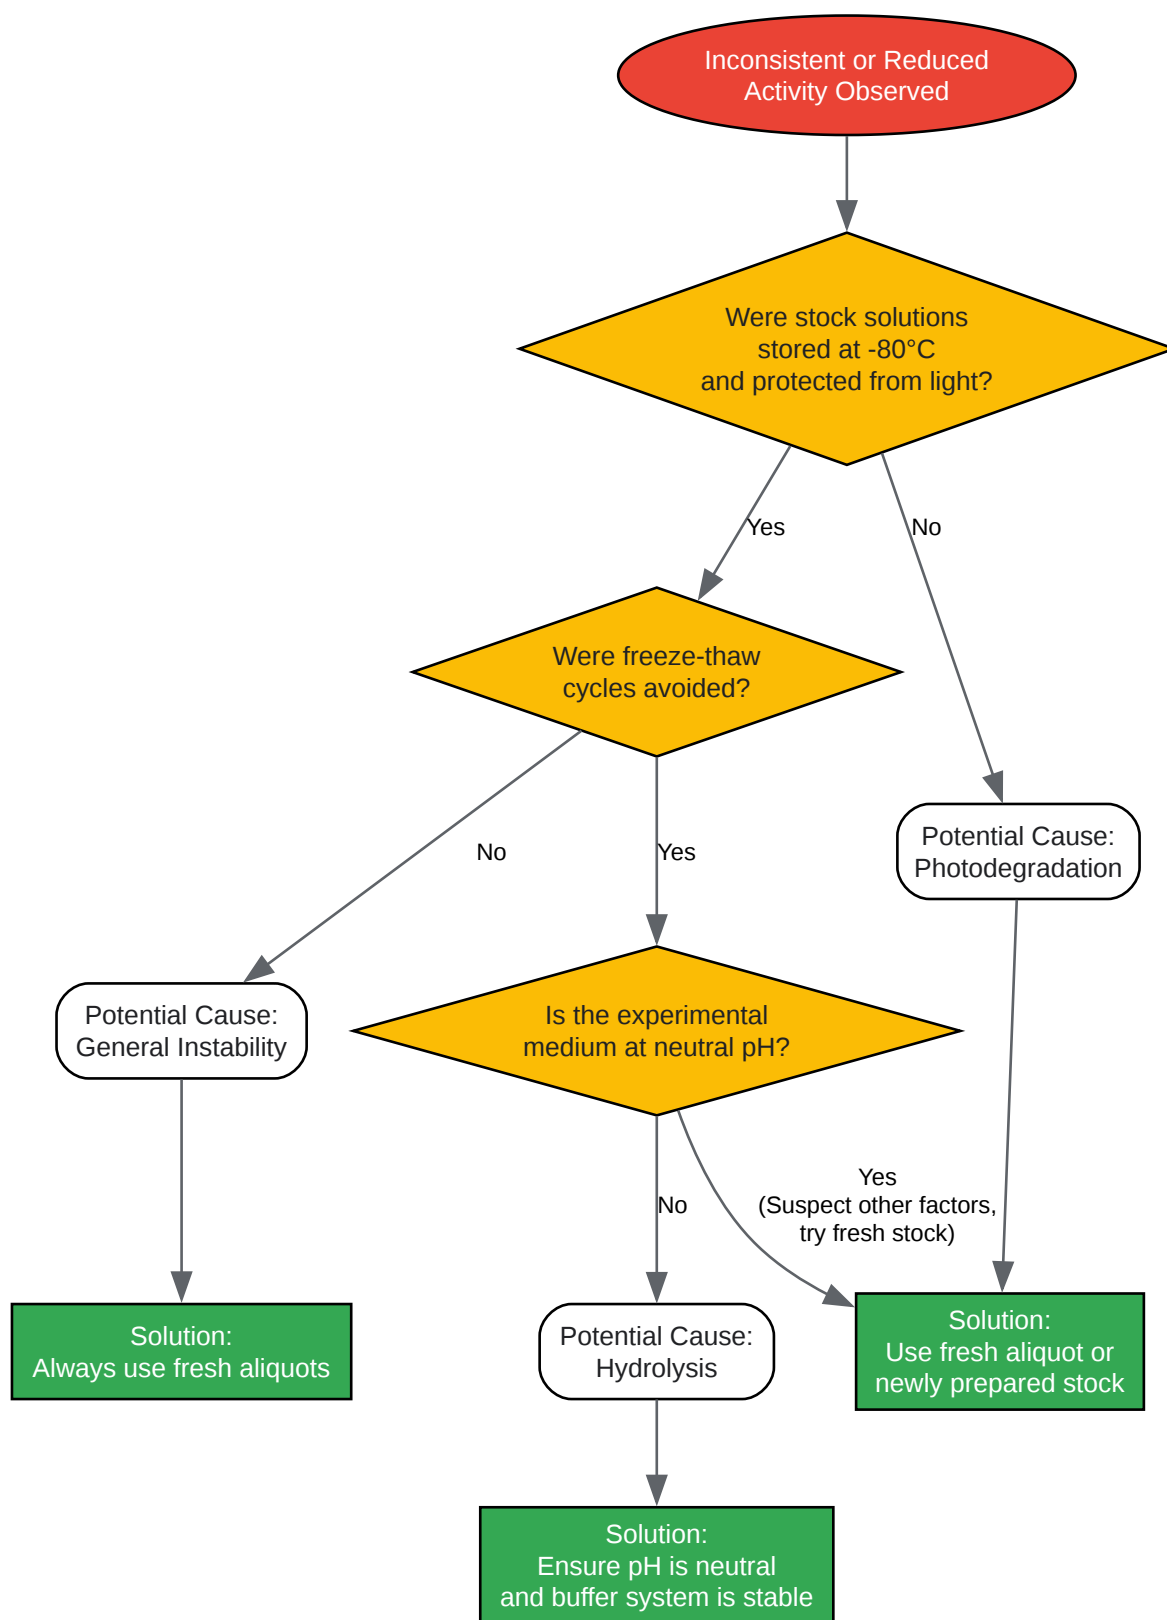 Inconsistent or Reduced
Activity Observed
Were stock solutions
stored at -80°C
and protected from light?
Yes
No
Were freeze-thaw
cycles avoided?
No
Yes
Potential Cause:
Photodegradation
Potential Cause:
General Instability
Is the experimental
medium at neutral pH?
No
Yes
(Suspect other factors,
try fresh stock)
Solution:
Always use fresh aliquots
Potential Cause:
Hydrolysis
Solution:
Use fresh aliquot or
newly prepared stock
Solution:
Ensure pH is neutral
and buffer system is stable